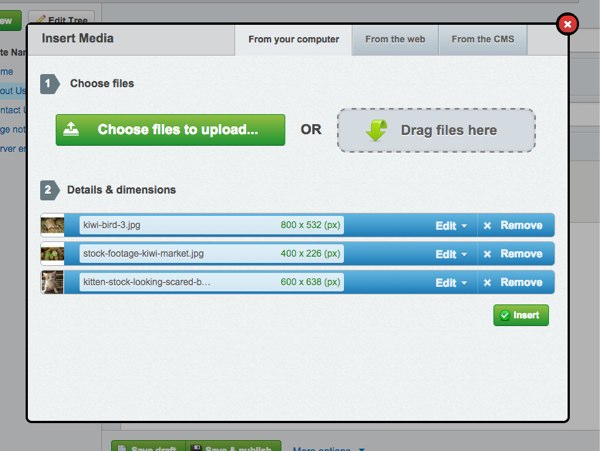 ew
Edit Tree
te Nam
me
out Us
ntact U
ge not
rver er
Insert Media
From your computer
From the web
From the CMS
1 Choose files
Choose files to upload...
OR
Drag files here
2 Details & dimensions
kiwi-bird-3.jpg 800 x 532 (px) Edit Remove
stock-footage-kiwi-market.jpg 400 x 226 (px) Edit Remove
kitten-stock-looking-scared-b... 600 x 638 (px) Edit Remove
Insert
Save draft
Save & publish
More options